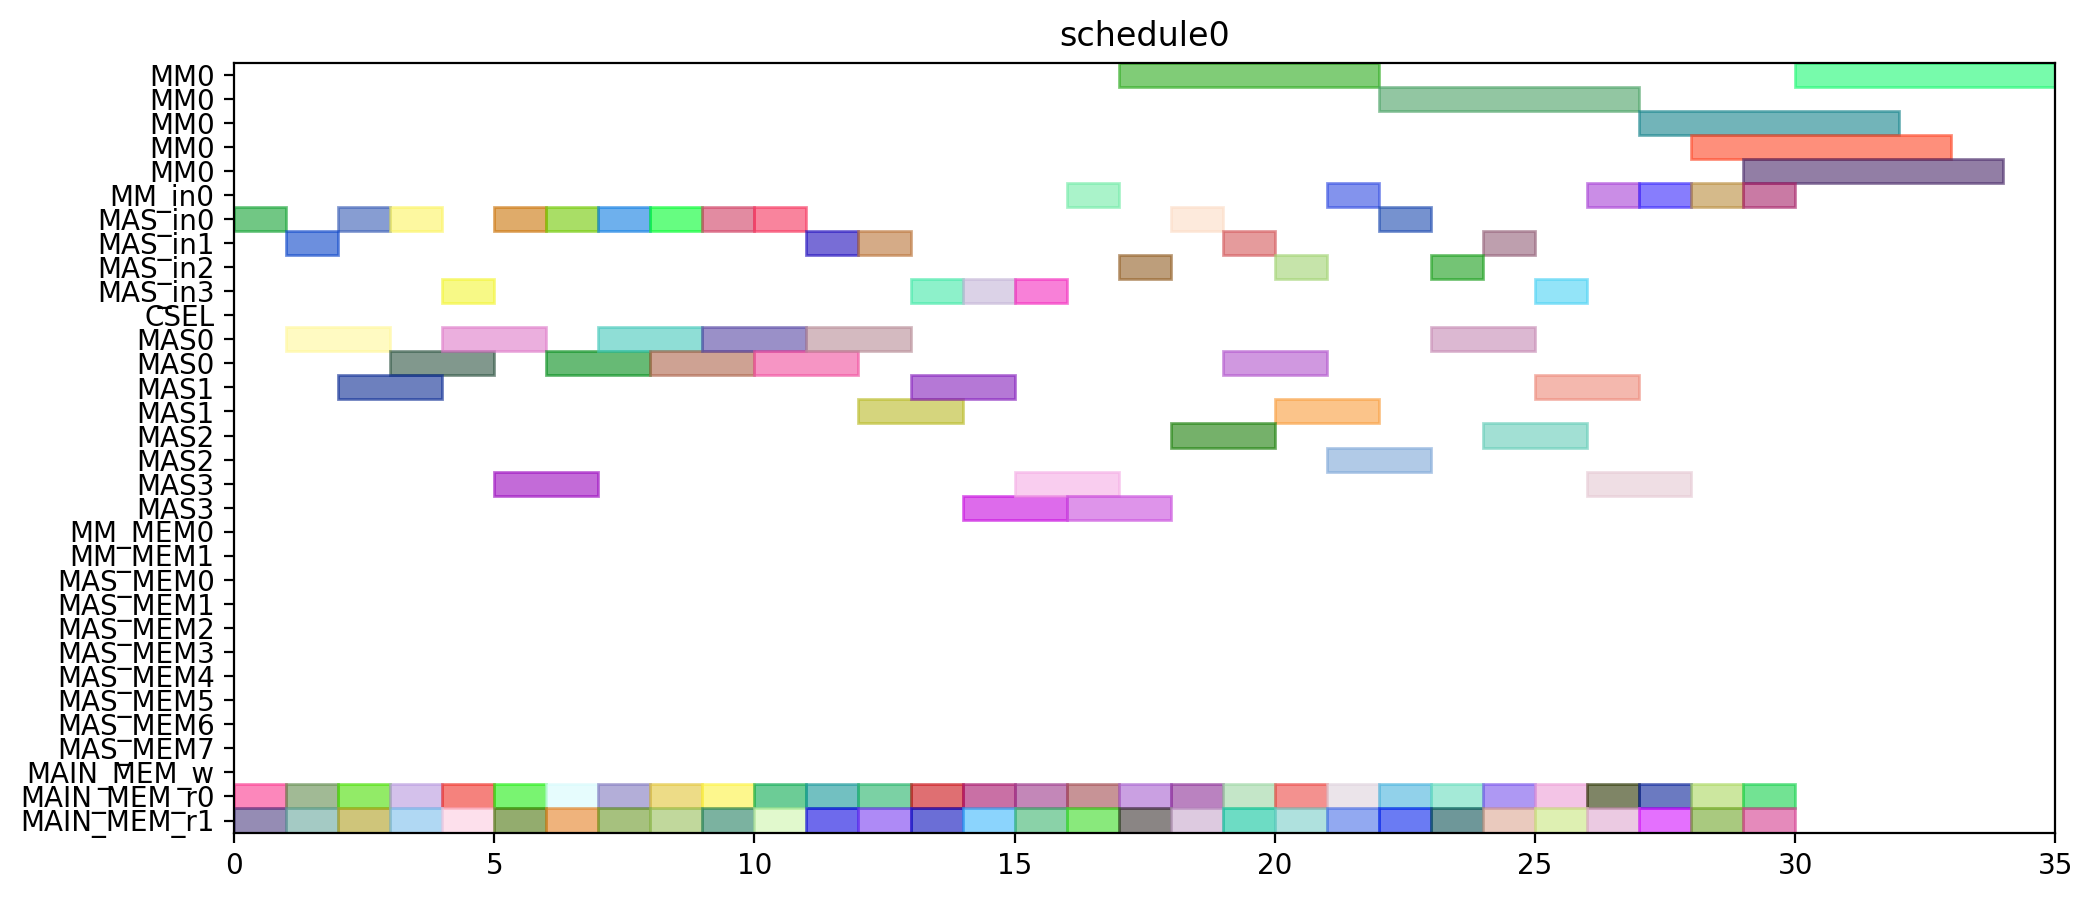 schedule0
MM0
MM0
MM0
MM0
MM0
MM_in0
MAS_in0
MAS_in1
MAS_in2
MAS_in3
CSEL
MAS0
MAS0
MAS1
MAS1
MAS2
MAS2
MAS3
MAS3
MM_MEM0
MM_MEM1
MAS_MEM0
MAS_MEM1
MAS_MEM2
MAS_MEM3
MAS_MEM4
MAS_MEM5
MAS_MEM6
MAS_MEM7
MAIN_MEM_w
MAIN_MEM_r0
MAIN_MEM_r1
0 5 10 15 20 25 30 35